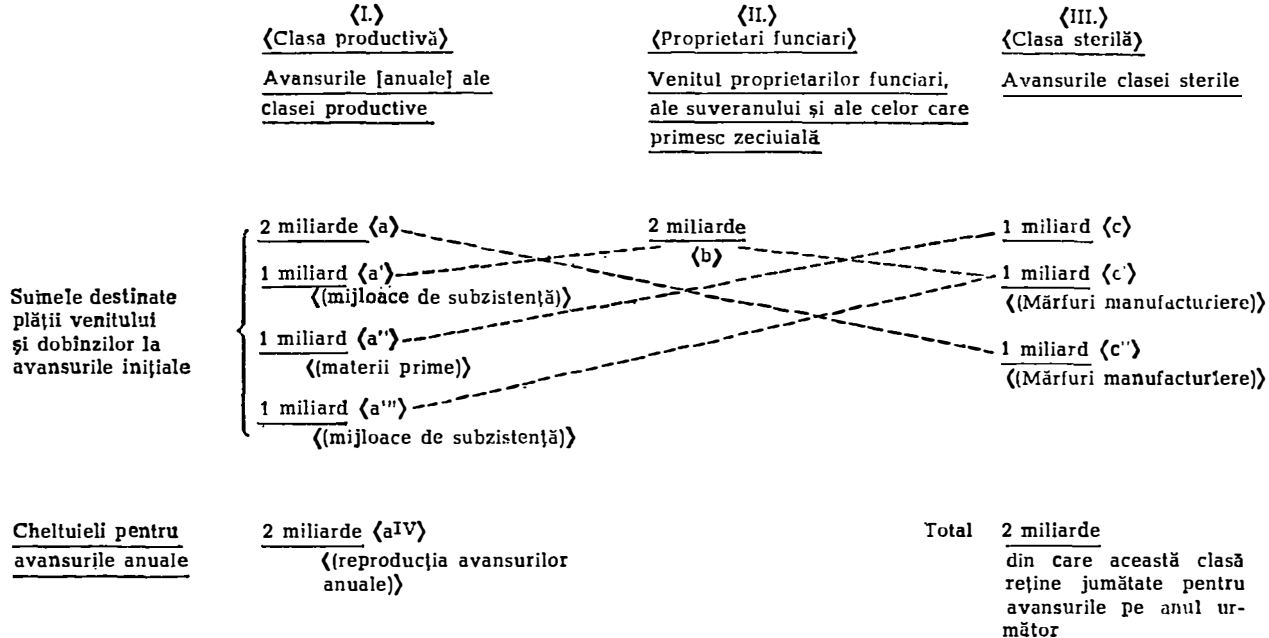 ⟨I.⟩
⟨Clasa productivă⟩
Avansurile [anuale] ale
clasei productive
⟨II.⟩
⟨Proprietari funciari⟩
Venitul proprietarilor funciari,
ale suveranului și ale celor care
primesc zeciuială
⟨III.⟩
⟨Clasa sterilă⟩
Avansurile clasei sterile
Sumele destinate
plății venitului
și dobînzilor la
avansurile inițiale
2 miliarde ⟨a⟩
1 miliard ⟨a'⟩
⟨(mijloace de subzistență)⟩
1 miliard ⟨a''⟩
⟨(materii prime)⟩
1 miliard ⟨a'''⟩
⟨(mijloace de subzistență)⟩
2 miliarde
⟨b⟩
1 miliard ⟨c⟩
1 miliard ⟨c'⟩
⟨(Mărfuri manufacturiere)⟩
1 miliard ⟨c''⟩
⟨(Mărfuri manufacturiere)⟩
Cheltuieli pentru
avansurile anuale
2 miliarde ⟨aIV⟩
⟨(reproducția avansurilor
anuale)⟩
Total 2 miliarde
din care această clasă
reține jumătate pentru
avansurile pe anul ur-
mător